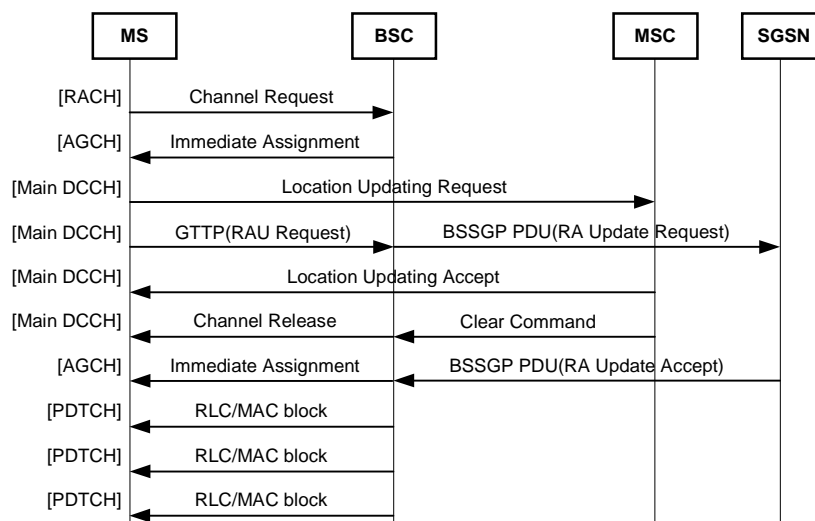 MS BSC MSC SGSN
[RACH] Channel Request
[AGCH] Immediate Assignment
[Main DCCH] Location Updating Request
[Main DCCH] GTTP(RAU Request) BSSGP PDU(RA Update Request)
[Main DCCH] Location Updating Accept
[Main DCCH] Channel Release Clear Command
[AGCH] Immediate Assignment BSSGP PDU(RA Update Accept)
[PDTCH] RLC/MAC block
[PDTCH] RLC/MAC block
[PDTCH] RLC/MAC block